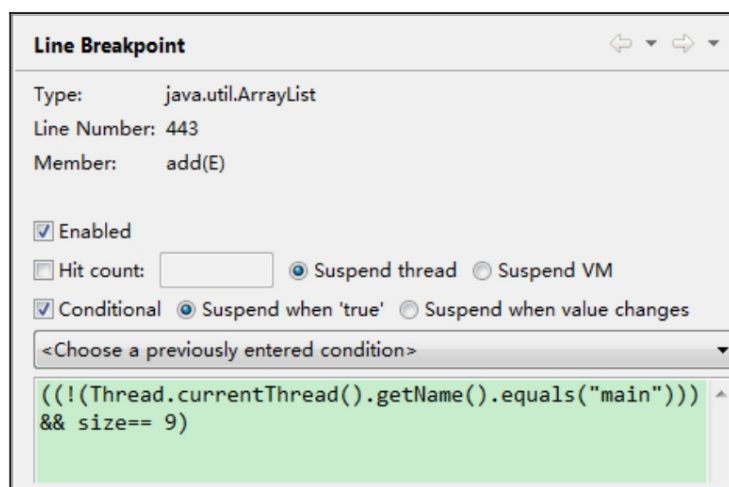 Line Breakpoint
Type: java.util.ArrayList
Line Number: 443
Member: add(E)
Enabled
Hit count: Suspend thread Suspend VM
Conditional Suspend when 'true' Suspend when value changes
<Choose a previously entered condition>
((!(Thread.currentThread().getName().equals("main")))
&& size== 9)